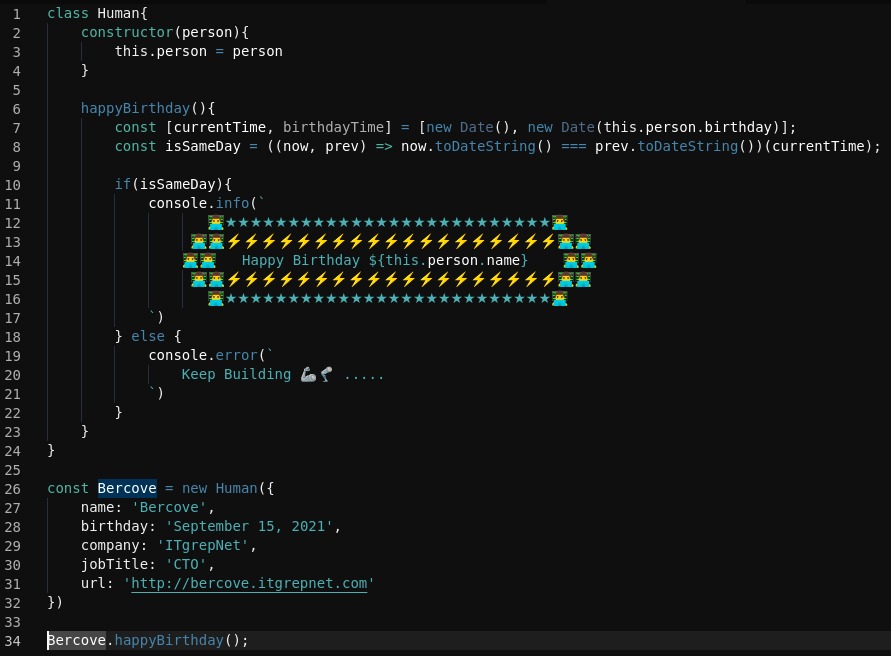 1 class Human{
2     constructor(person){
3         this.person = person
4     }
5
6     happyBirthday(){
7         const [currentTime, birthdayTime] = [new Date(), new Date(this.person.birthday)];
8         const isSameDay = ((now, prev) => now.toDateString() === prev.toDateString())(currentTime);
9
10         if(isSameDay){
11             console.info(`
12                    👨‍💻★★★★★★★★★★★★★★★★★★★★★★★★★★👨‍💻
13                  👨‍💻👨‍💻⚡⚡⚡⚡⚡⚡⚡⚡⚡⚡⚡⚡⚡⚡⚡⚡⚡⚡⚡👨‍💻👨‍💻
14                 👨‍💻👨‍💻   Happy Birthday ${this.person.name}    👨‍💻👨‍💻
15                  👨‍💻👨‍💻⚡⚡⚡⚡⚡⚡⚡⚡⚡⚡⚡⚡⚡⚡⚡⚡⚡⚡⚡👨‍💻👨‍💻
16                    👨‍💻★★★★★★★★★★★★★★★★★★★★★★★★★★👨‍💻
17             `)
18         } else {
19             console.error(`
20                 Keep Building 🦾🦿 .....
21             `)
22         }
23     }
24 }
25
26 const Bercove = new Human({
27     name: 'Bercove',
28     birthday: 'September 15, 2021',
29     company: 'ITgrepNet',
30     jobTitle: 'CTO',
31     url: 'http://bercove.itgrepnet.com'
32 })
33
34 Bercove.happyBirthday();